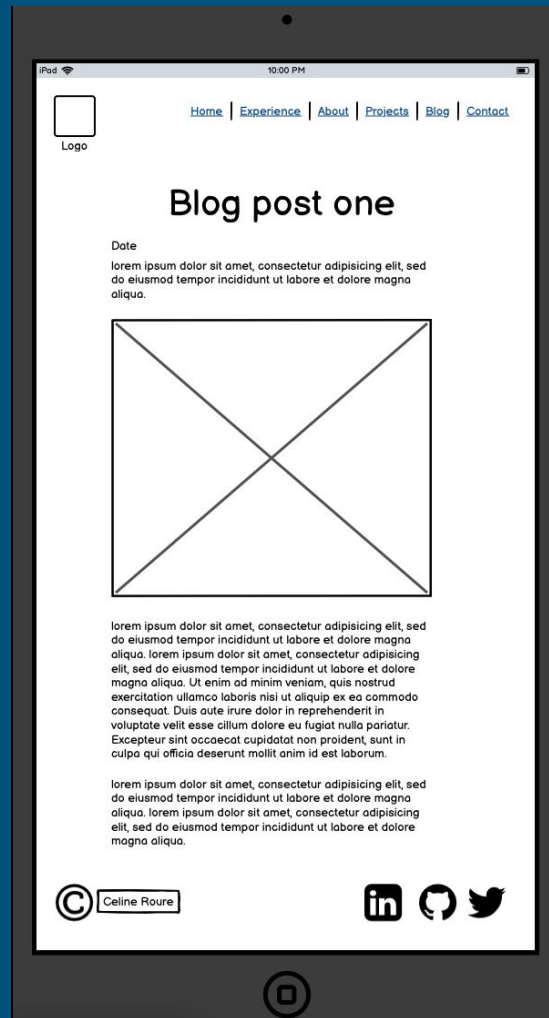 iPad 10:00 PM
Home Experience About Projects Blog Contact
Logo
Blog post one
Date
lorem ipsum dolor sit amet, consectetur adipisicing elit, sed
do eiusmod tempor incididunt ut labore et dolore magna
aliqua.
lorem ipsum dolor sit amet, consectetur adipisicing elit, sed
do eiusmod tempor incididunt ut labore et dolore magna
aliqua. lorem ipsum dolor sit amet, consectetur adipisicing
elit, sed do eiusmod tempor incididunt ut labore et dolore
magna aliqua. Ut enim ad minim veniam, quis nostrud
exercitation ullamco laboris nisi ut aliquip ex ea commodo
consequat. Duis aute irure dolor in reprehenderit in
voluptate velit esse cillum dolore eu fugiat nulla pariatur.
Excepteur sint occaecat cupidatat non proident, sunt in
culpa qui officia deserunt mollit anim id est laborum.
lorem ipsum dolor sit amet, consectetur adipisicing elit, sed
do eiusmod tempor incididunt ut labore et dolore magna
aliqua. lorem ipsum dolor sit amet, consectetur adipisicing
elit, sed do eiusmod tempor incididunt ut labore et dolore
magna aliqua.
© Celine Roure in